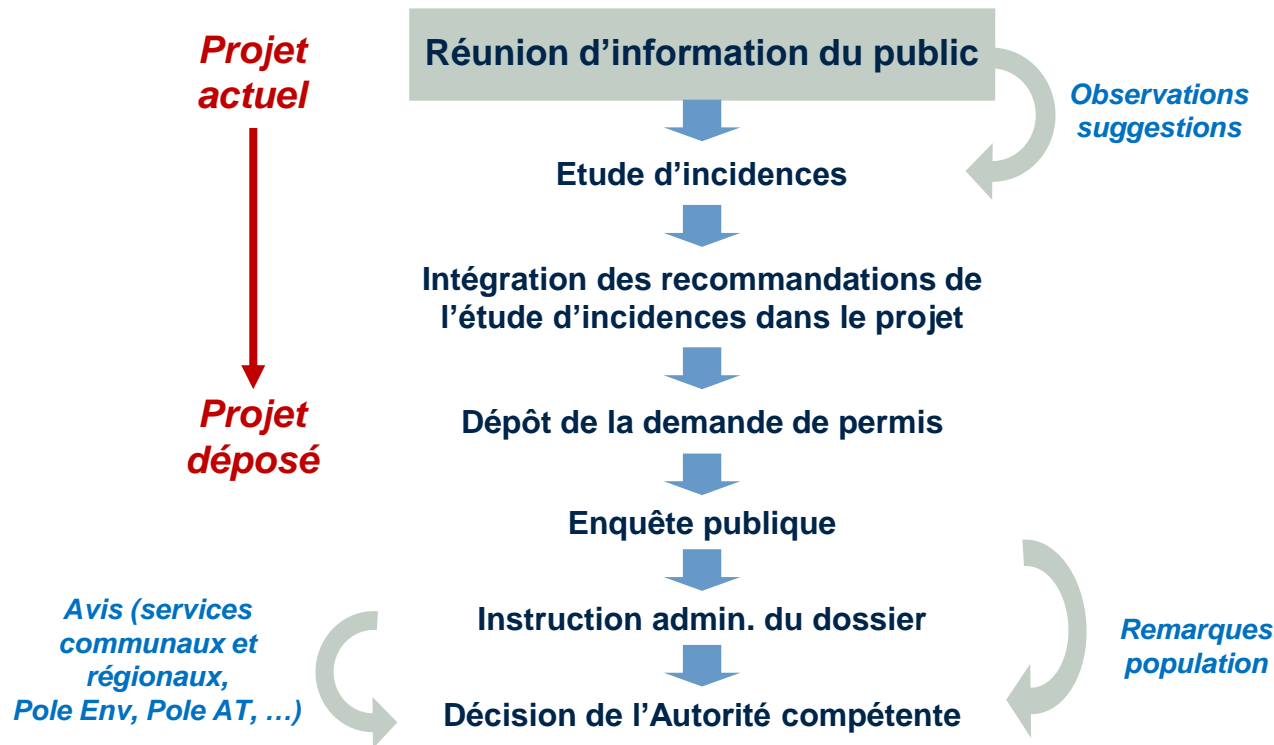 Projet
actuel
Réunion d’information du public
Observations
suggestions
Etude d’incidences
Intégration des recommandations de
l’étude d’incidences dans le projet
Projet
déposé
Dépôt de la demande de permis
Enquête publique
Avis (services
communaux et
régionaux,
Pole Env, Pole AT, …)
Instruction admin. du dossier
Remarques
population
Décision de l’Autorité compétente